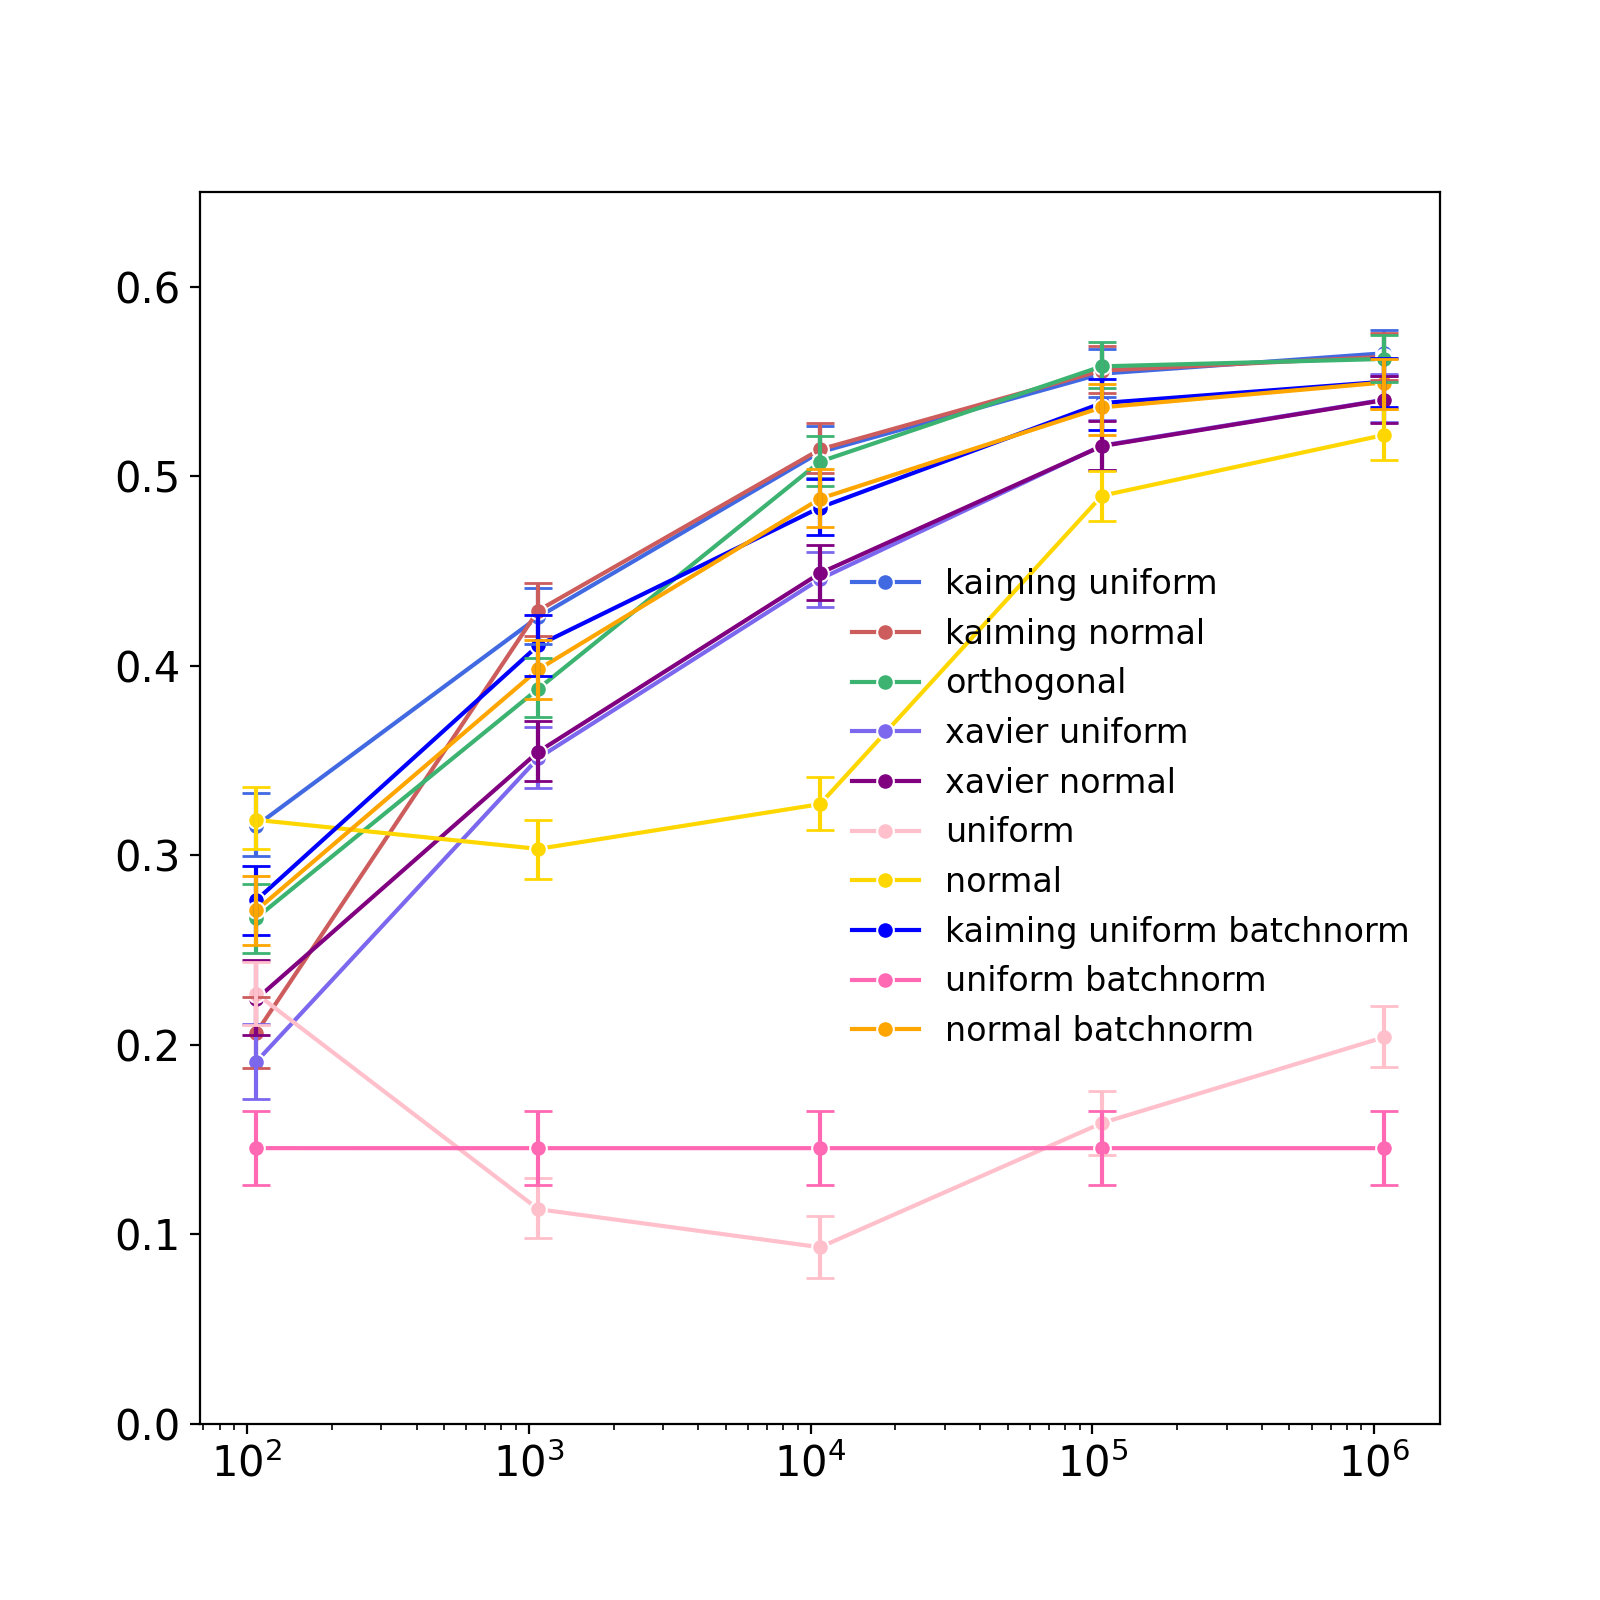 0.6
0.5
0.4
0.3
0.2
0.1
0.0
10² 10³ 10⁴ 10⁵ 10⁶
kaiming uniform
kaiming normal
orthogonal
xavier uniform
xavier normal
uniform
normal
kaiming uniform batchnorm
uniform batchnorm
normal batchnorm